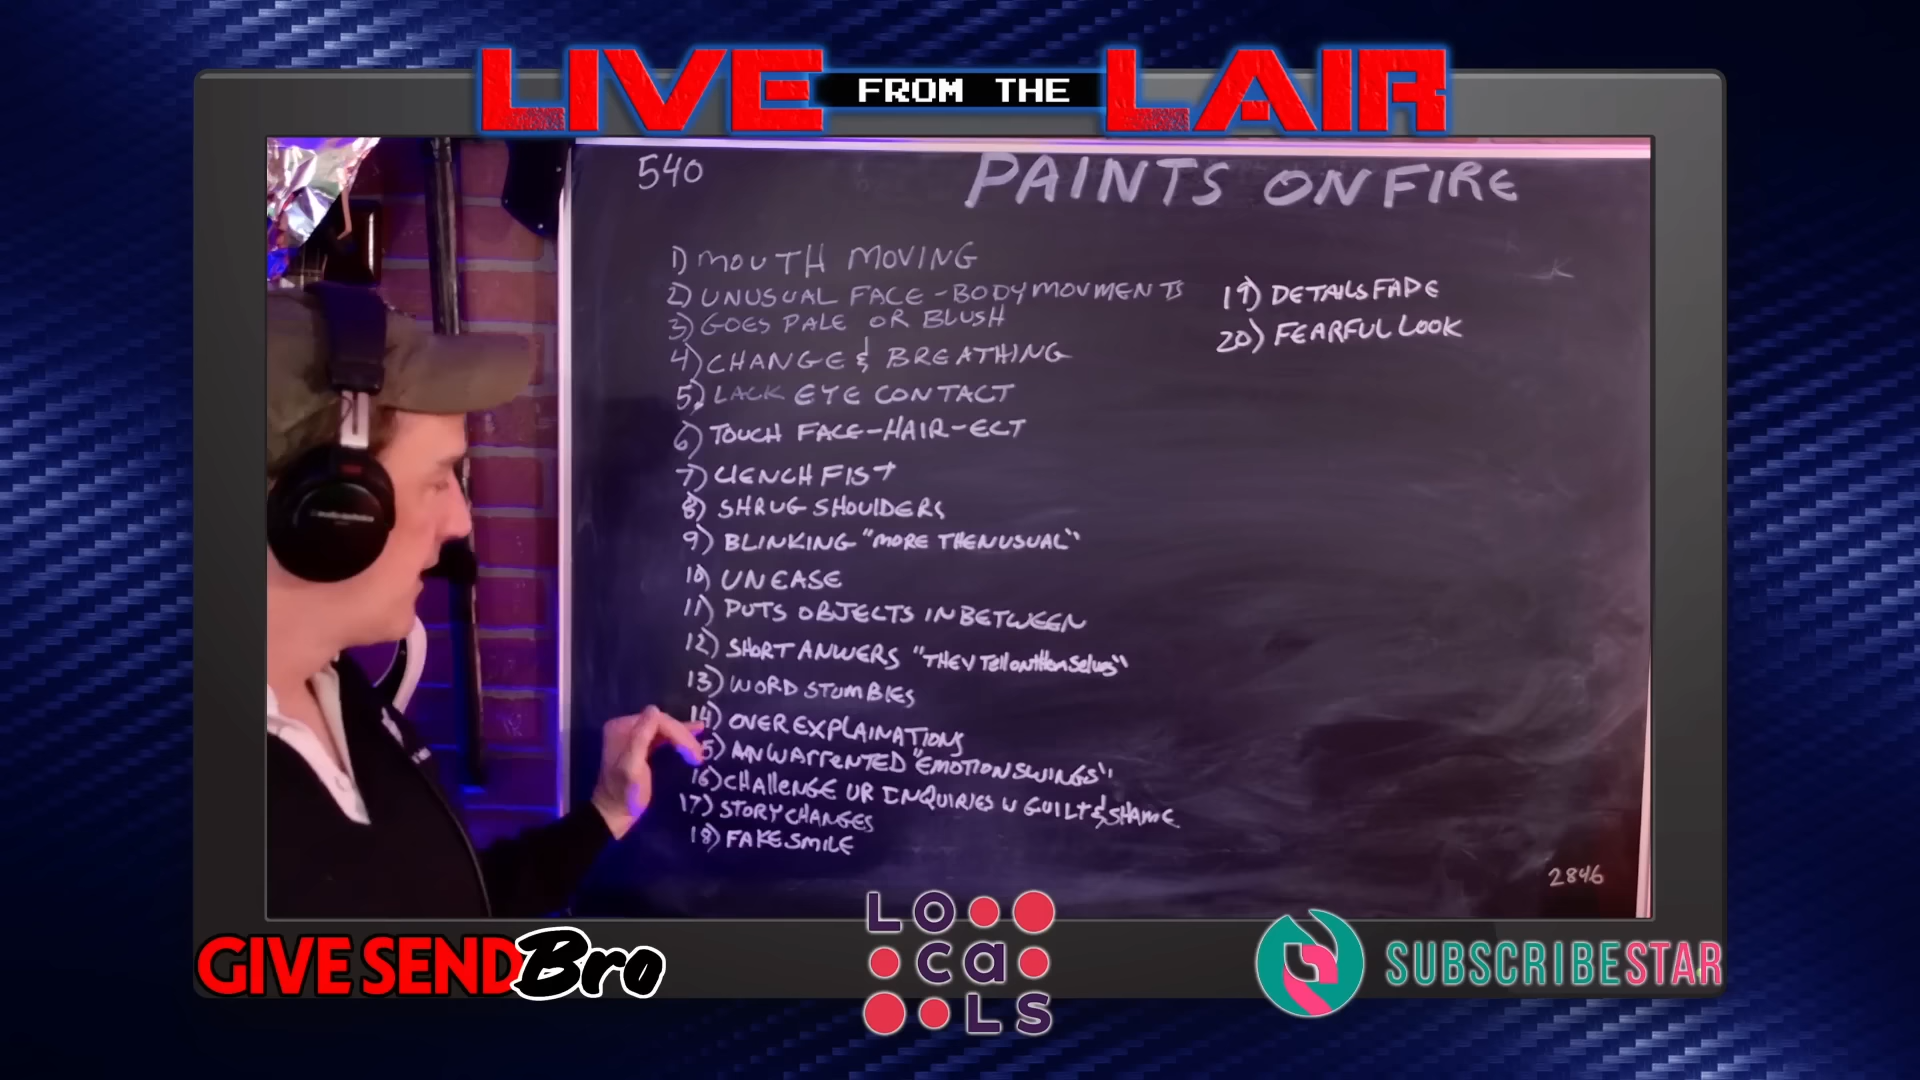 LIVE FROM THE LAIR
540
PAINTS ON FIRE
1) MOUTH MOVING
2) UNUSUAL FACE - BODY MOVMENTS
3) GOES PALE OR BLUSH
4) CHANGE & BREATHING
5) LACK EYE CONTACT
6) TOUCH FACE-HAIR-ECT
7) CLENCH FIST
8) SHRUG SHOULDERS
9) BLINKING "MORE THEN USUAL"
10) UNEASE
11) PUTS OBJECTS IN BETWEEN
12) SHORT ANWERS "THEY Tell on themselves"
13) WORD STUMBLES
14) OVER EXPLAINATIONS
5) ANWARRENTED "EMOTION SWINGS"
16) CHALLENGE UR INQUIRIES W GUILT & SHAME
17) STORY CHANGES
18) FAKE SMILE
19) DETAILS FADE
20) FEARFUL LOOK
2846
GIVE SEND Bro
LOcaLS
SUBSCRIBESTAR